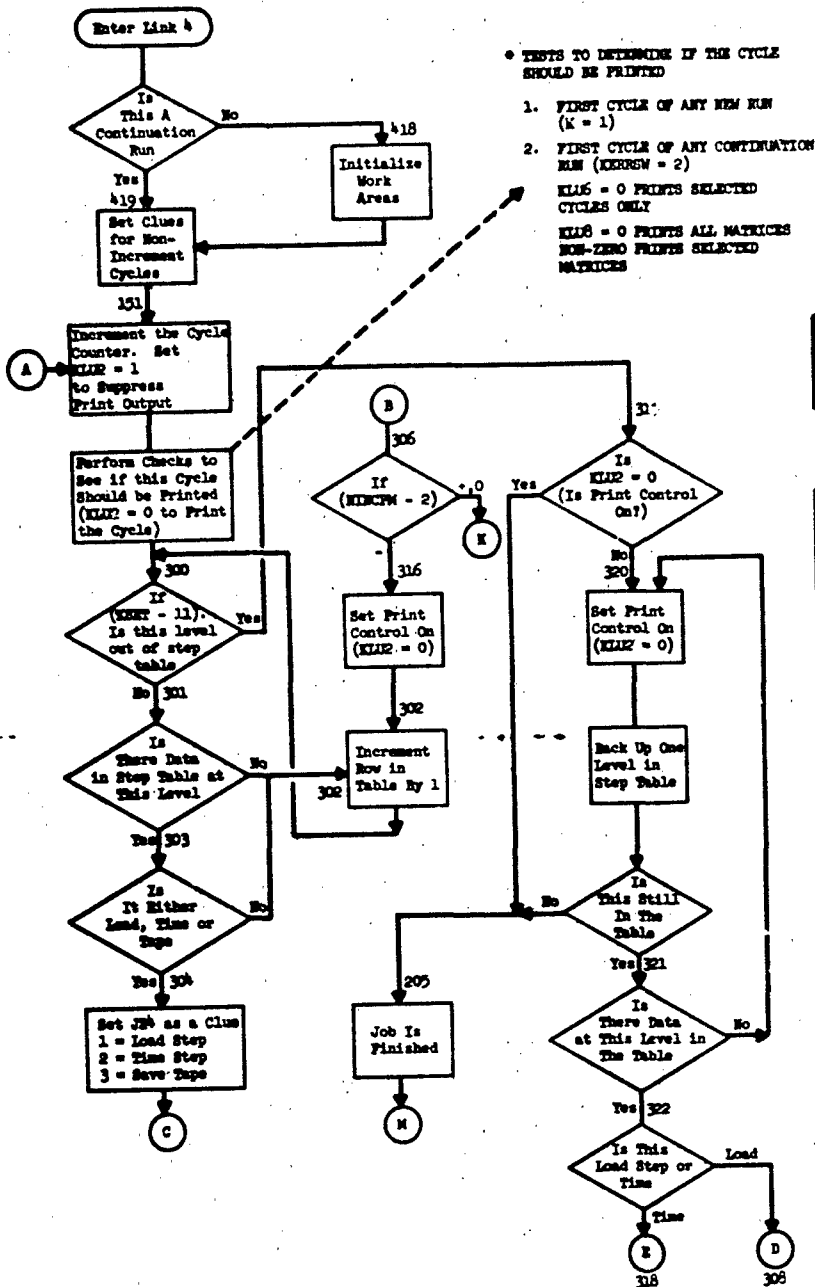 Enter Link 4
Is
This A
Continuation
Run
No
Yes
418
Initialize
Work
Areas
419
Set Clues
for Non-
Increment
Cycles
151
A
Increment the Cycle
Counter. Set
KLU2 = 1
to Suppress
Print Output
Perform Checks to
See if this Cycle
Should be Printed
(KLU2 = 0 to Print
the Cycle)
300
If
Is this level
out of step
table
Yes
No
301
Is
There Data
in Step Table at
This Level
No
Yes
303
Is
It Either
Load, Time or
Tape
No
Yes
304
Set JE4 as a Clue
1 = Load Step
2 = Time Step
3 = Save Tape
C
* TESTS TO DETERMINE IF THE CYCLE
SHOULD BE PRINTED
1. FIRST CYCLE OF ANY NEW RUN
(K = 1)
2. FIRST CYCLE OF ANY CONTINUATION
RUN (KERRSW = 2)
KLU6 = 0 PRINTS SELECTED
CYCLES ONLY
KLU8 = 0 PRINTS ALL MATRICES
NON-ZERO PRINTS SELECTED
MATRICES
B
306
If
+,0
K
-
316
Set Print
Control On
(KLU2 = 0)
302
302
Increment
Row in
Table By 1
Is
KLU2 = 0
(Is Print Control
On?)
Yes
No
320
Set Print
Control On
(KLU2 = 0)
Back Up One
Level in
Step Table
Is
This Still
In The
Table
No
Yes
321
205
Job Is
Finished
M
Is
There Data
at This Level in
The Table
No
Yes
322
Is This
Load Step or
Time
Load
Time
E
318
D
308